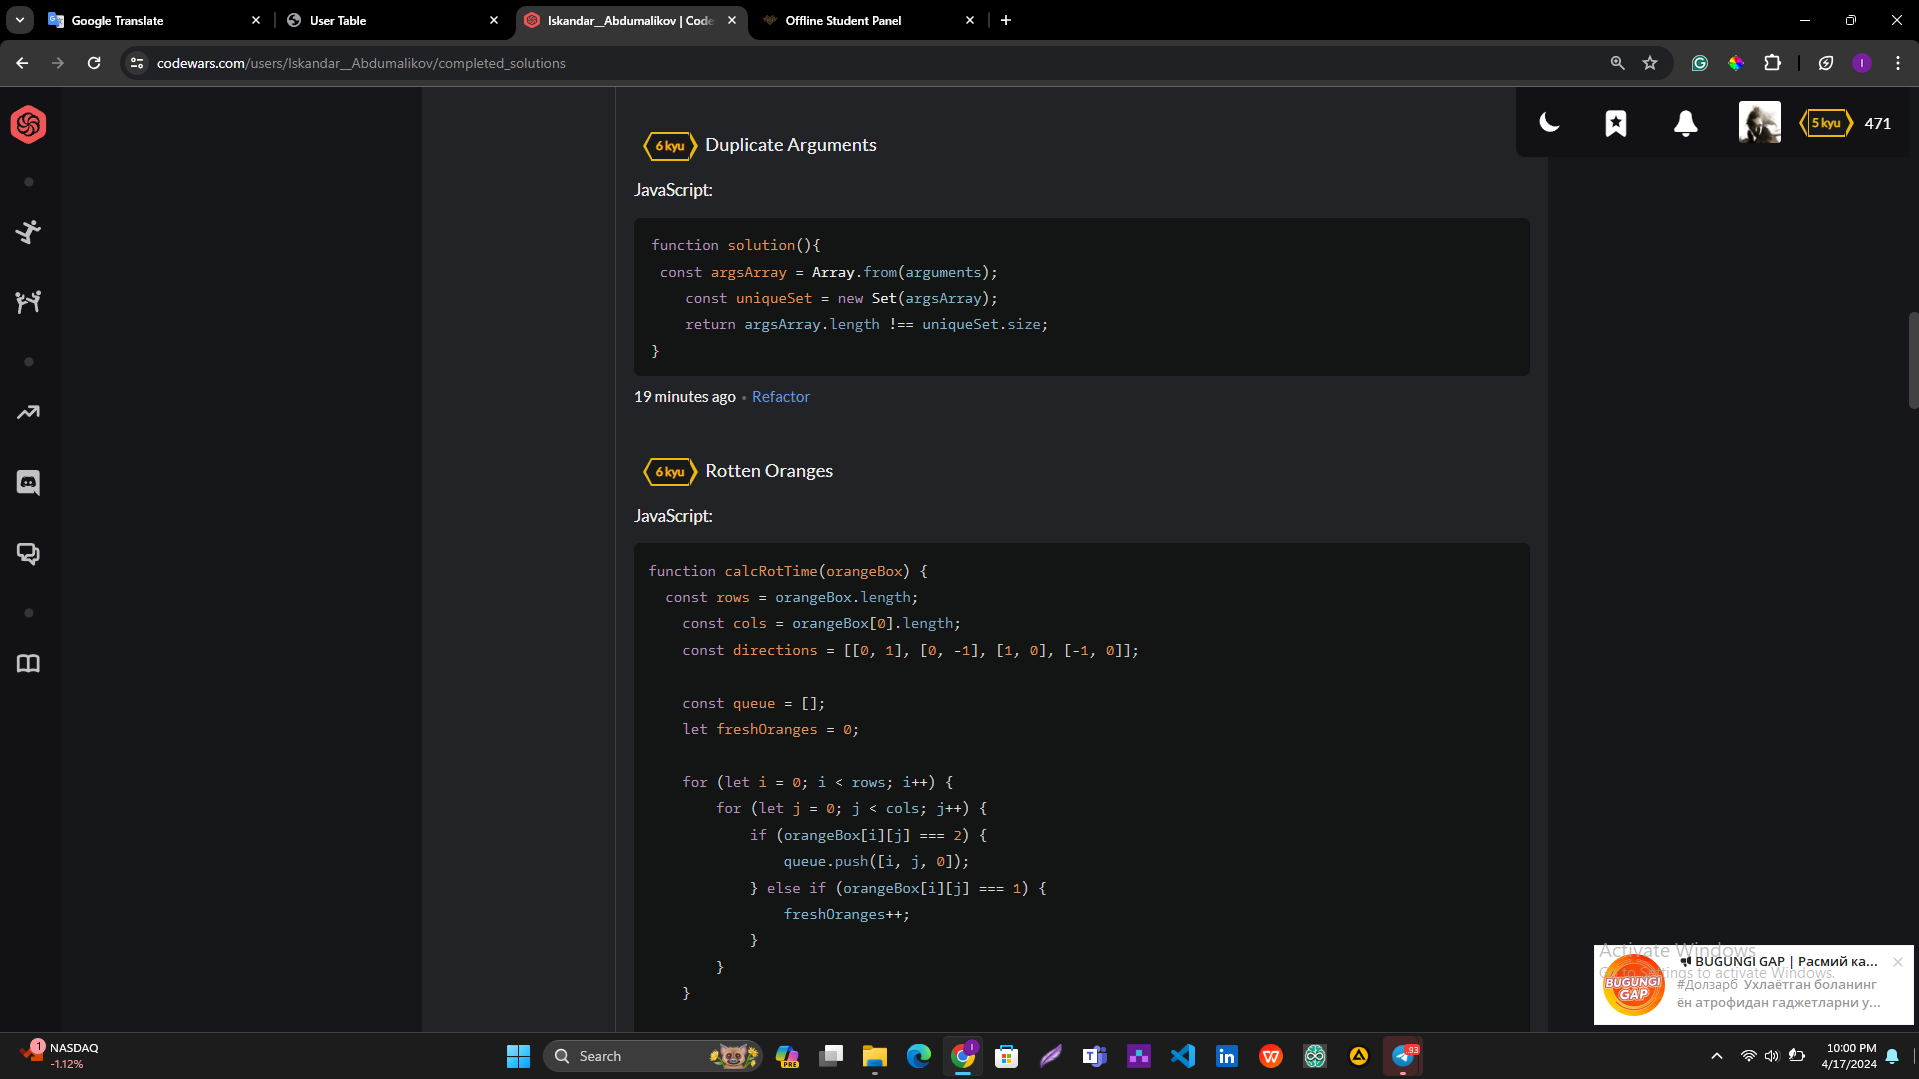 Google Translate
User Table
Iskandar__Abdumalikov | Code
Offline Student Panel
codewars.com/users/Iskandar__Abdumalikov/completed_solutions
I
5 kyu
471
6 kyu Duplicate Arguments
JavaScript:
function solution(){
const argsArray = Array.from(arguments);
const uniqueSet = new Set(argsArray);
return argsArray.length !== uniqueSet.size;
}
19 minutes ago • Refactor
6 kyu Rotten Oranges
JavaScript:
function calcRotTime(orangeBox) {
const rows = orangeBox.length;
const cols = orangeBox[0].length;
const directions = [[0, 1], [0, -1], [1, 0], [-1, 0]];
const queue = [];
let freshOranges = 0;
for (let i = 0; i < rows; i++) {
for (let j = 0; j < cols; j++) {
if (orangeBox[i][j] === 2) {
queue.push([i, j, 0]);
} else if (orangeBox[i][j] === 1) {
freshOranges++;
}
}
}
Activate Windows
Go to Settings to activate Windows.
BUGUNGI GAP | Расмий ка...
#Долзарб Ухлаётган боланинг
ён атрофидан гаджетларни у...
BUGUNGI
GAP
1
NASDAQ
-1.12%
Search
PRE
93
10:00 PM
4/17/2024